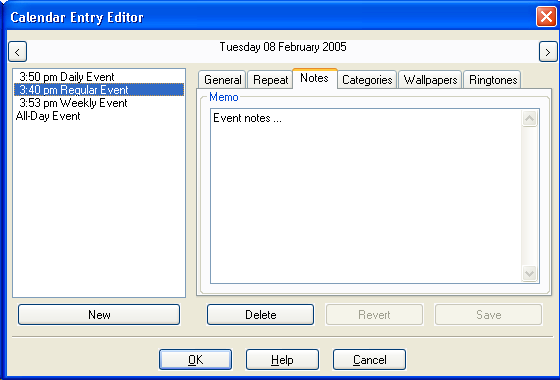 Calendar Entry Editor
< Tuesday 08 February 2005 >
3:50 pm Daily Event
3:40 pm Regular Event
3:53 pm Weekly Event
All-Day Event
General Repeat Notes Categories Wallpapers Ringtones
Memo
Event notes ...
New Delete Revert Save
OK Help Cancel